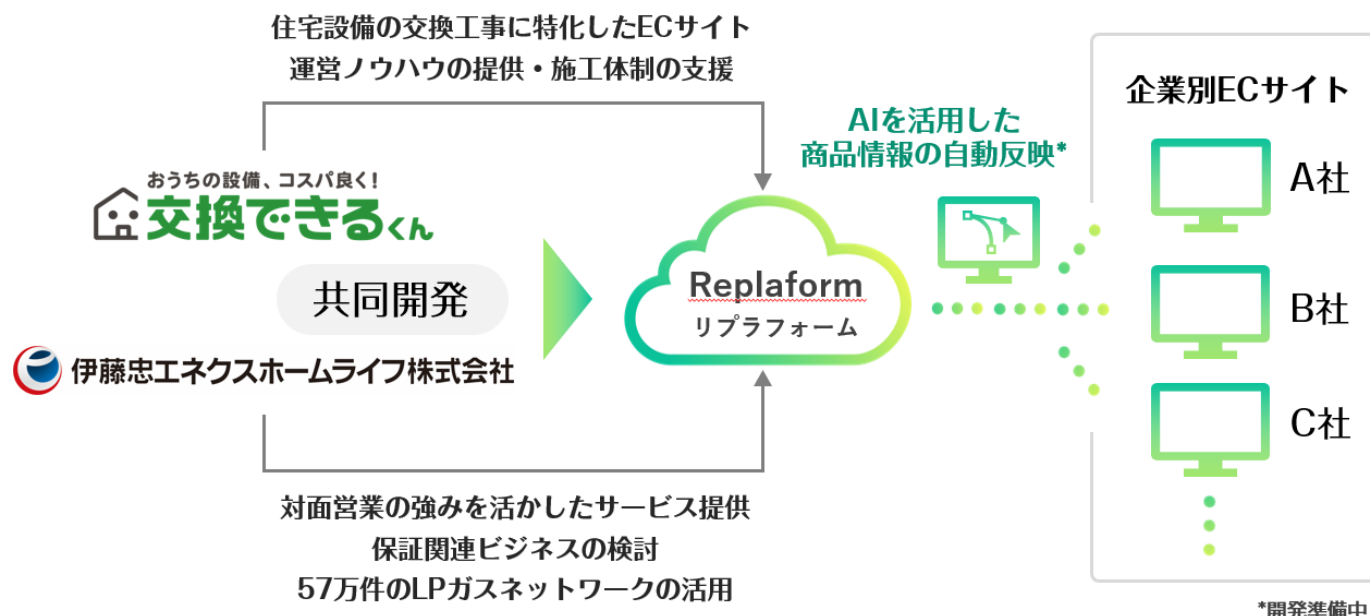 住宅設備の交換工事に特化したECサイト
運営ノウハウの提供・施工体制の支援
おうちの設備、コスパ良く!
交換できるくん
共同開発
伊藤忠エネクスホームライフ株式会社
対面営業の強みを活かしたサービス提供
保証関連ビジネスの検討
57万件のLPガスネットワークの活用
Replaform
リプラフォーム
AIを活用した
商品情報の自動反映*
企業別ECサイト
A社
B社
C社
*開発準備中